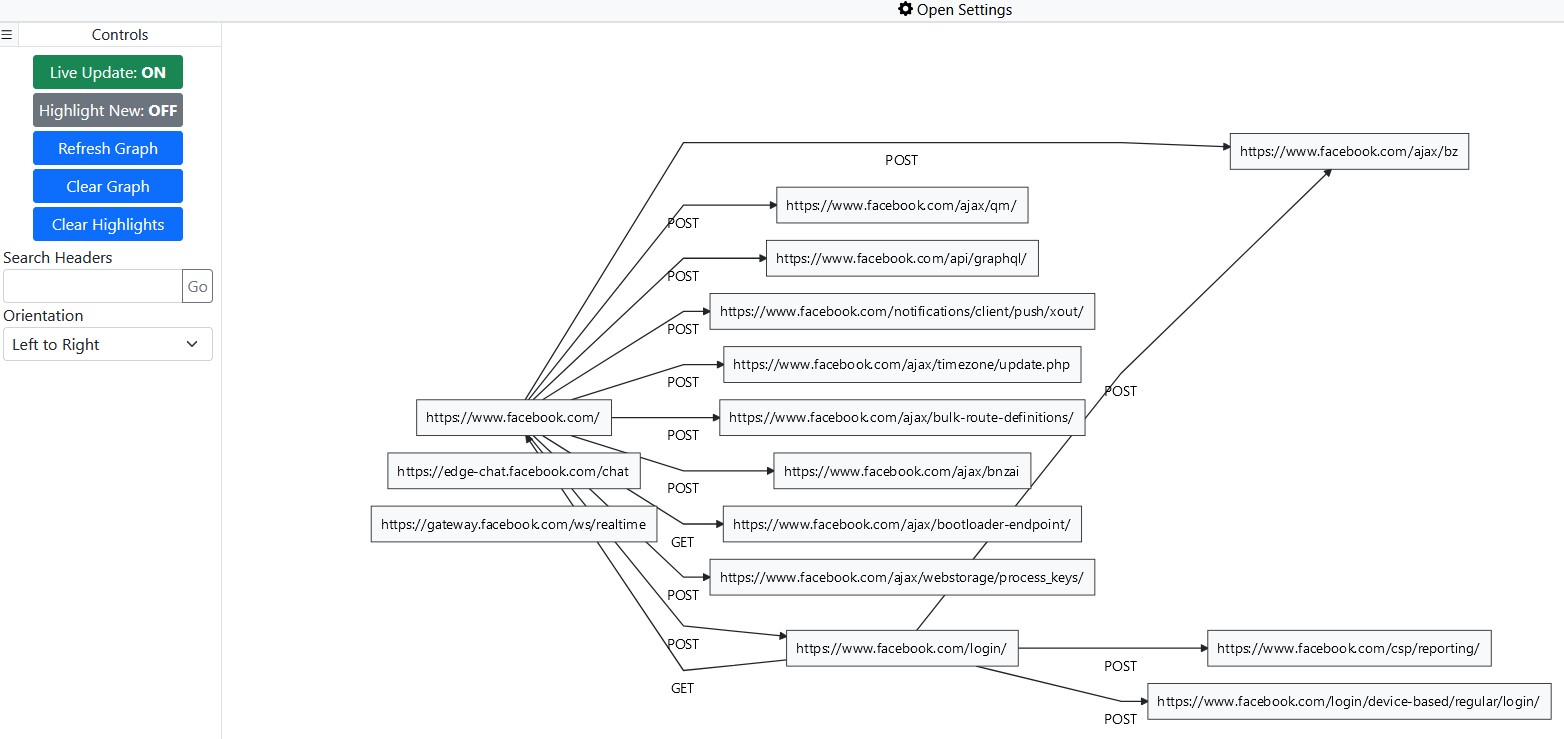 Open Settings
☰
Controls
Live Update: ON
Highlight New: OFF
Refresh Graph
Clear Graph
Clear Highlights
Search Headers
Go
Orientation
Left to Right
https://www.facebook.com/ajax/bz
POST
https://www.facebook.com/ajax/qm/
POST
https://www.facebook.com/api/graphql/
POST
https://www.facebook.com/notifications/client/push/xout/
POST
https://www.facebook.com/ajax/timezone/update.php
POST
POST
https://www.facebook.com/
https://www.facebook.com/ajax/bulk-route-definitions/
POST
https://edge-chat.facebook.com/chat
https://www.facebook.com/ajax/bnzai
POST
https://gateway.facebook.com/ws/realtime
https://www.facebook.com/ajax/bootloader-endpoint/
GET
https://www.facebook.com/ajax/webstorage/process_keys/
POST
POST
https://www.facebook.com/login/
https://www.facebook.com/csp/reporting/
POST
GET
https://www.facebook.com/login/device-based/regular/login/
POST